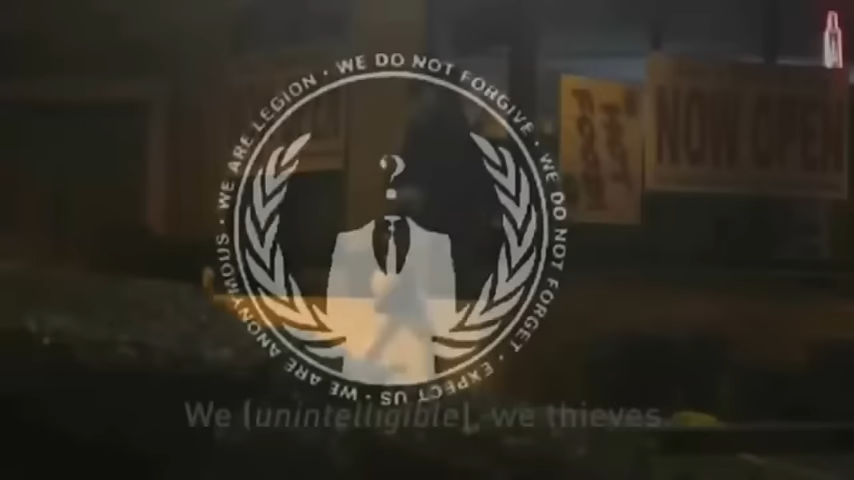 WE ARE ANONYMOUS · WE ARE LEGION · WE DO NOT FORGIVE · WE DO NOT FORGET · EXPECT US ·
?
NOW OPEN
We [unintelligible], we thieves.